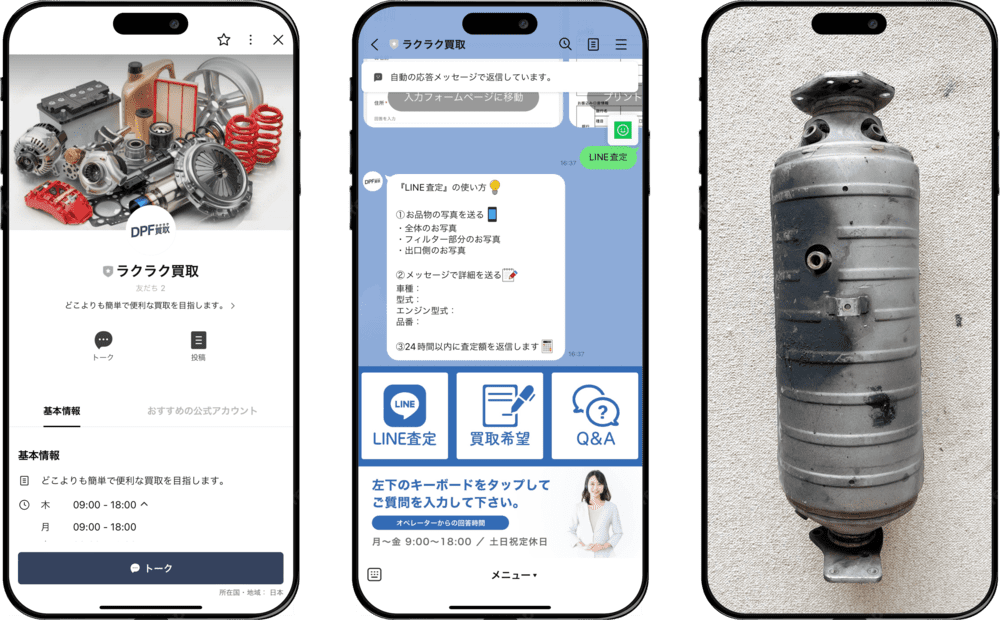 DPF買取
ラクラク買取
友だち 2
どこよりも簡単で便利な買取を目指します。
トーク
投稿
基本情報
おすすめの公式アカウント
基本情報
どこよりも簡単で便利な買取を目指します。
木 09:00 - 18:00
月 09:00 - 18:00
トーク
所在国・地域： 日本
ラクラク買取
自動の応答メッセージで返信しています。
入力フォームページに移動
プリント
住所
16:37
LINE査定
DPF買取
『LINE査定』の使い方
①お品物の写真を送る
・全体のお写真
・フィルター部分のお写真
・出口側のお写真
②メッセージで詳細を送る
車種：
型式：
エンジン型式：
品番：
③24時間以内に査定額を返信します
16:37
LINE
LINE査定
買取希望
?
Q&A
左下のキーボードをタップして
ご質問を入力して下さい。
オペレーターからの回答時間
月〜金 9:00〜18:00 ／ 土日祝定休日
メニュー